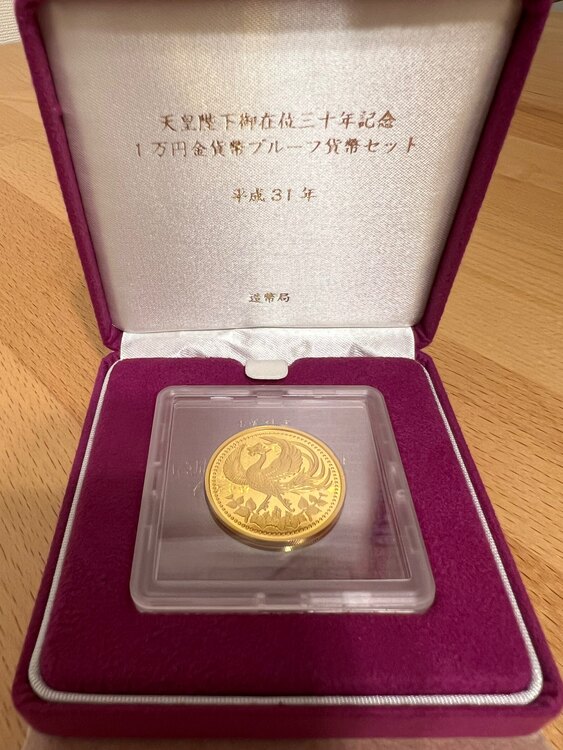 天皇陛下御在位三十年記念
1万円金貨幣プルーフ貨幣セット
平成31年
造幣局